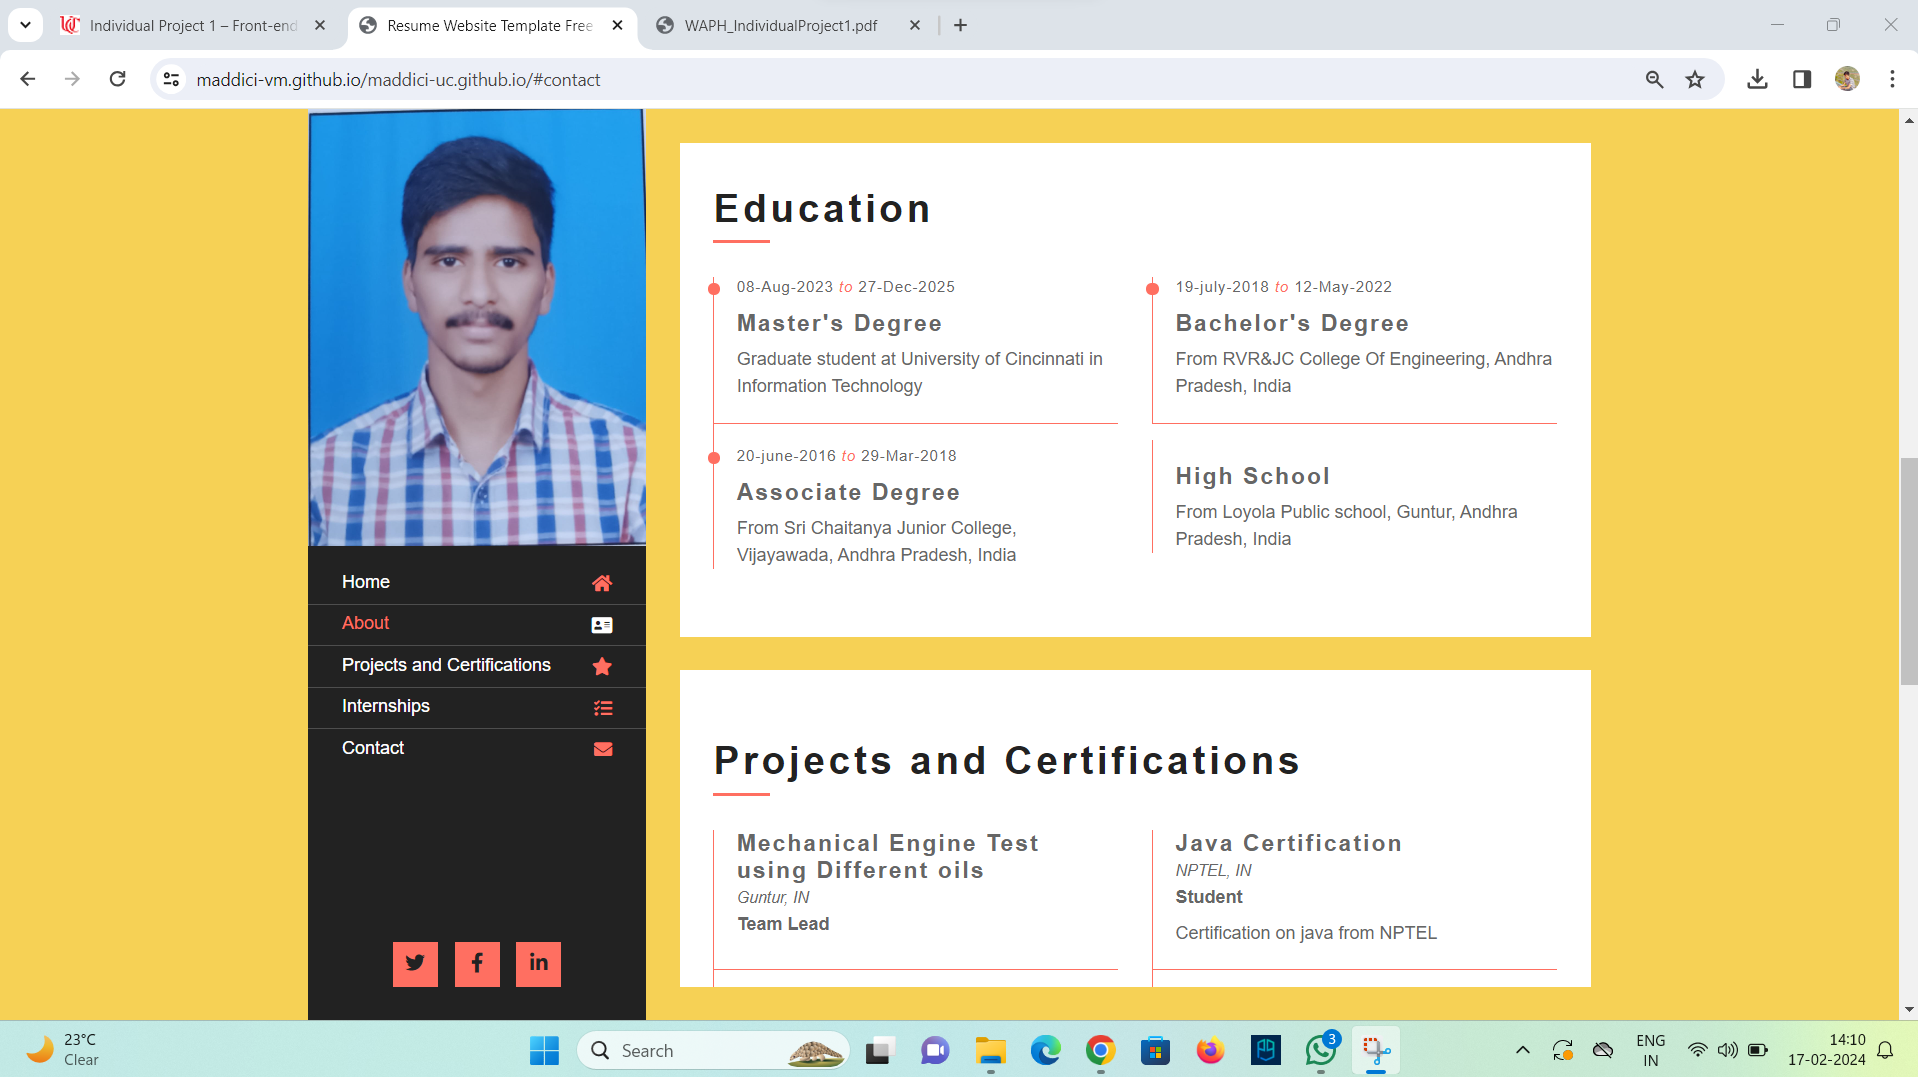 Individual Project 1 – Front-end
Resume Website Template Free
WAPH_IndividualProject1.pdf
maddici-vm.github.io/maddici-uc.github.io/#contact
Home
About
Projects and Certifications
Internships
Contact
Education
08-Aug-2023 to 27-Dec-2025
Master's Degree
Graduate student at University of Cincinnati in
Information Technology
19-july-2018 to 12-May-2022
Bachelor's Degree
From RVR&JC College Of Engineering, Andhra
Pradesh, India
20-june-2016 to 29-Mar-2018
Associate Degree
From Sri Chaitanya Junior College,
Vijayawada, Andhra Pradesh, India
High School
From Loyola Public school, Guntur, Andhra
Pradesh, India
Projects and Certifications
Mechanical Engine Test
using Different oils
Guntur, IN
Team Lead
Java Certification
NPTEL, IN
Student
Certification on java from NPTEL
23°C
Clear
Search
3
ENG
IN
14:10
17-02-2024